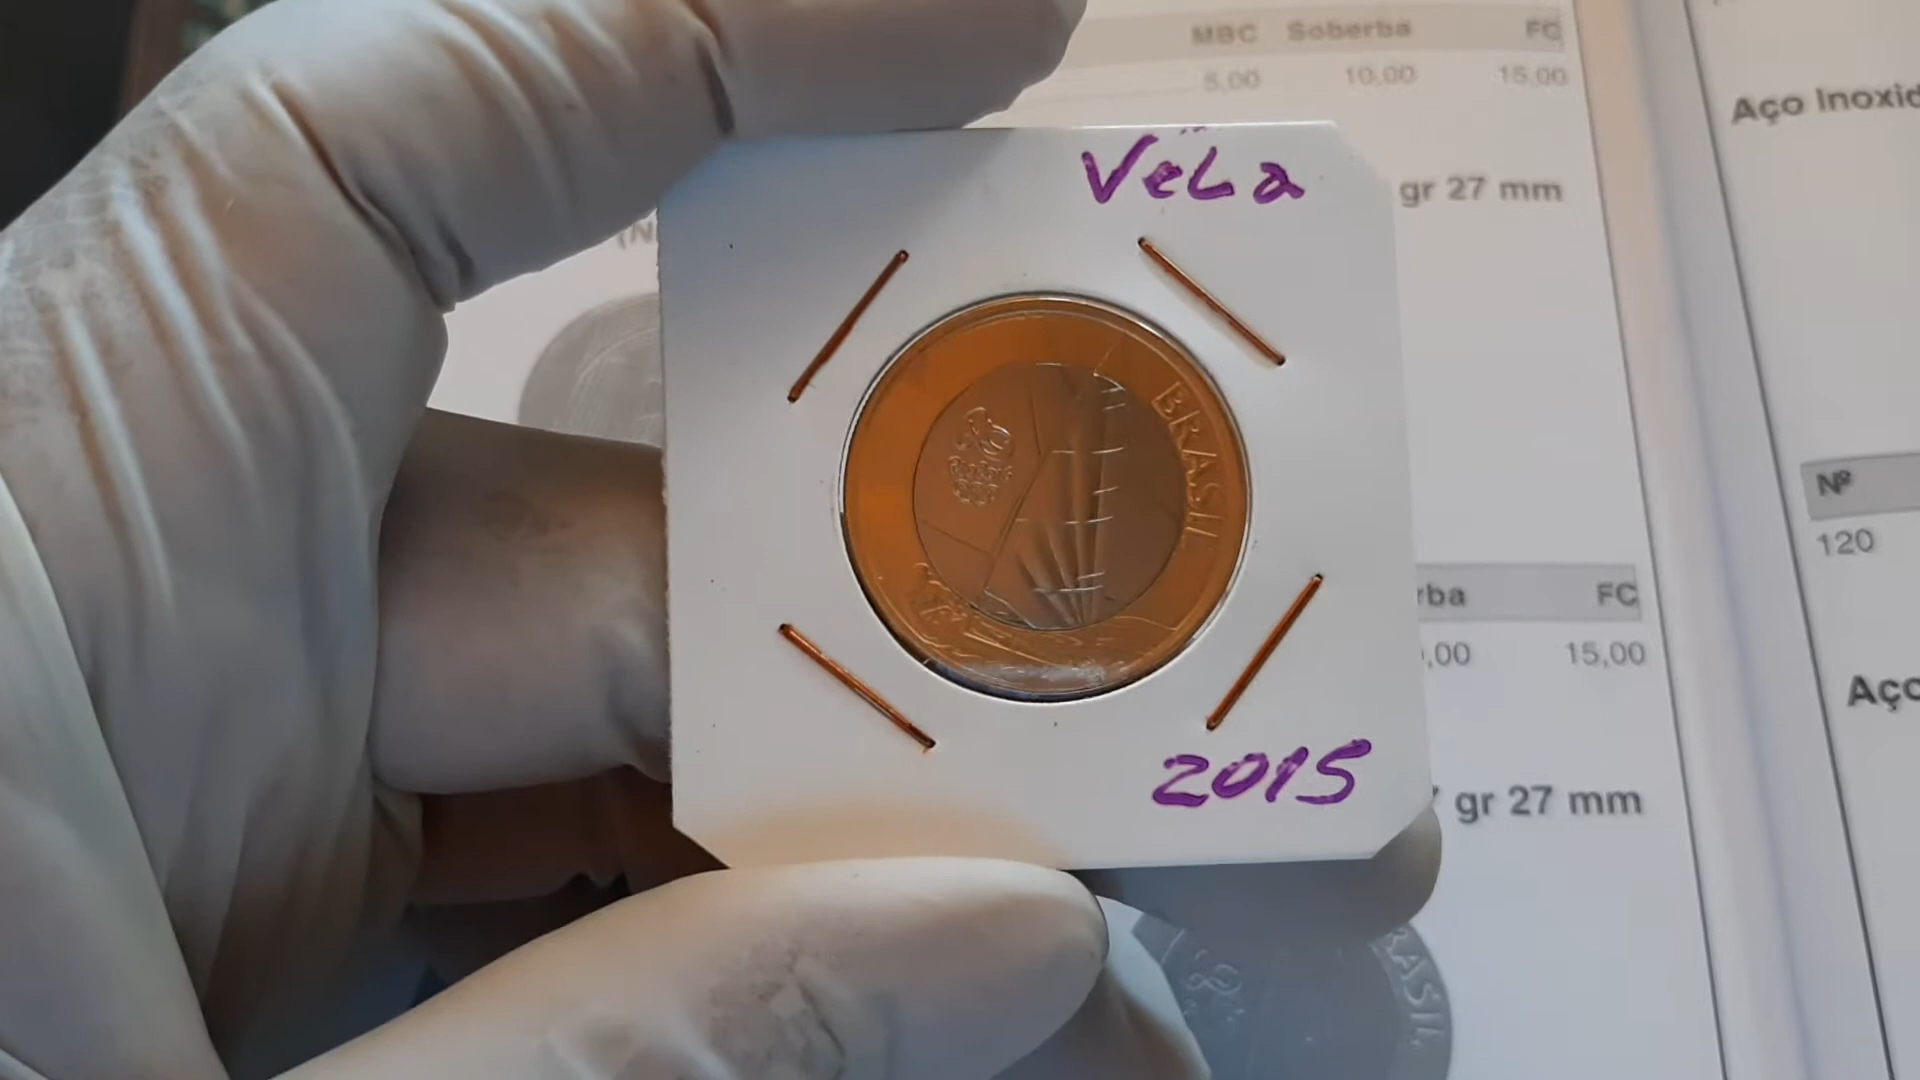 MBC Soberba FC
5,00 10,00 15,00
Aço Inoxid
VeLa
gr 27 mm
BRASIL
Nº
120
rba FC
,00 15,00
Aço
2015
gr 27 mm
RASIL